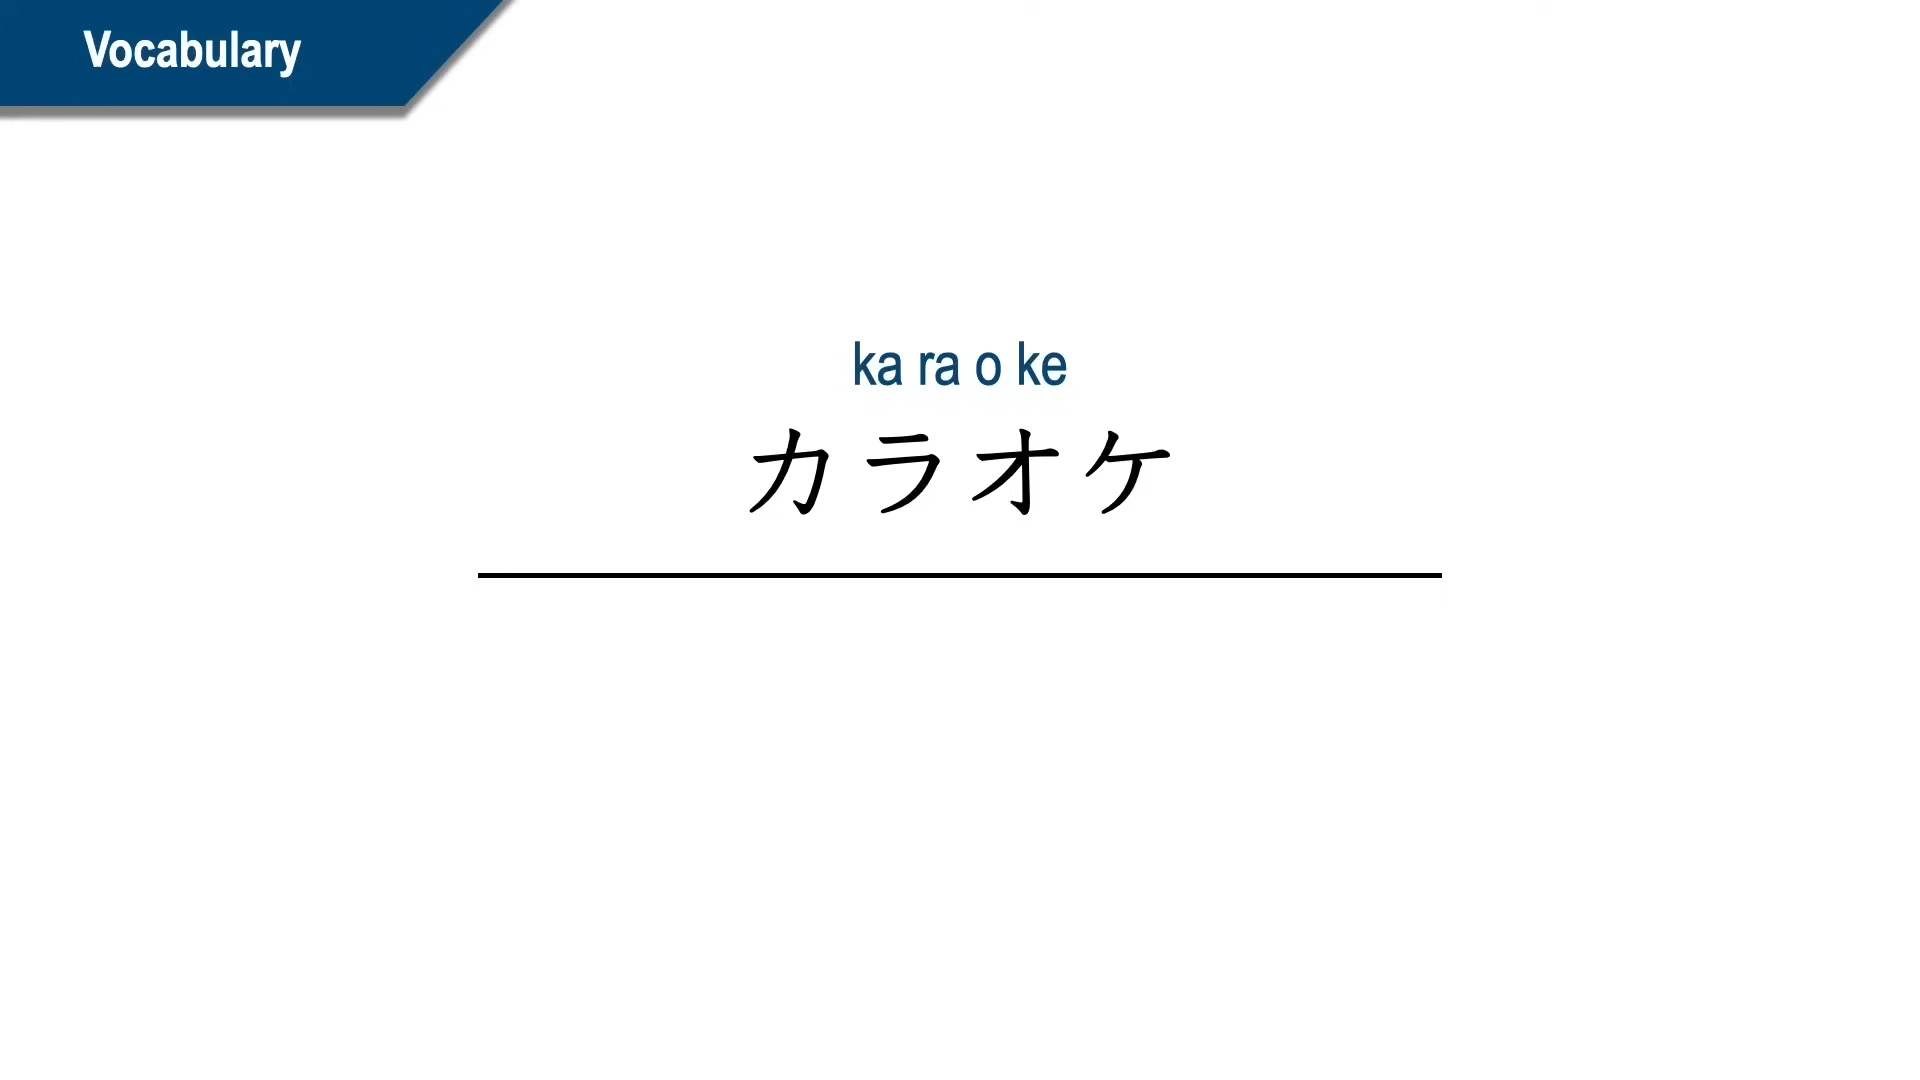 Vocabulary
ka ra o ke
カラオケ